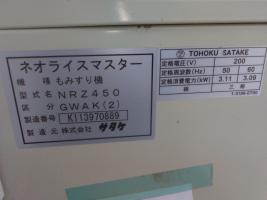 ネオライスマスター
機 種 もみすり機
型式名 NRZ450
区 分 GWAK(2)
製造番号 K113970889
製造元 株式会社 サタケ
TOHOKU SATAKE
定格電圧(V) 200
定格周波数(Hz) 50 60
定格消費電力(kW) 3.11 3.09
相 三相